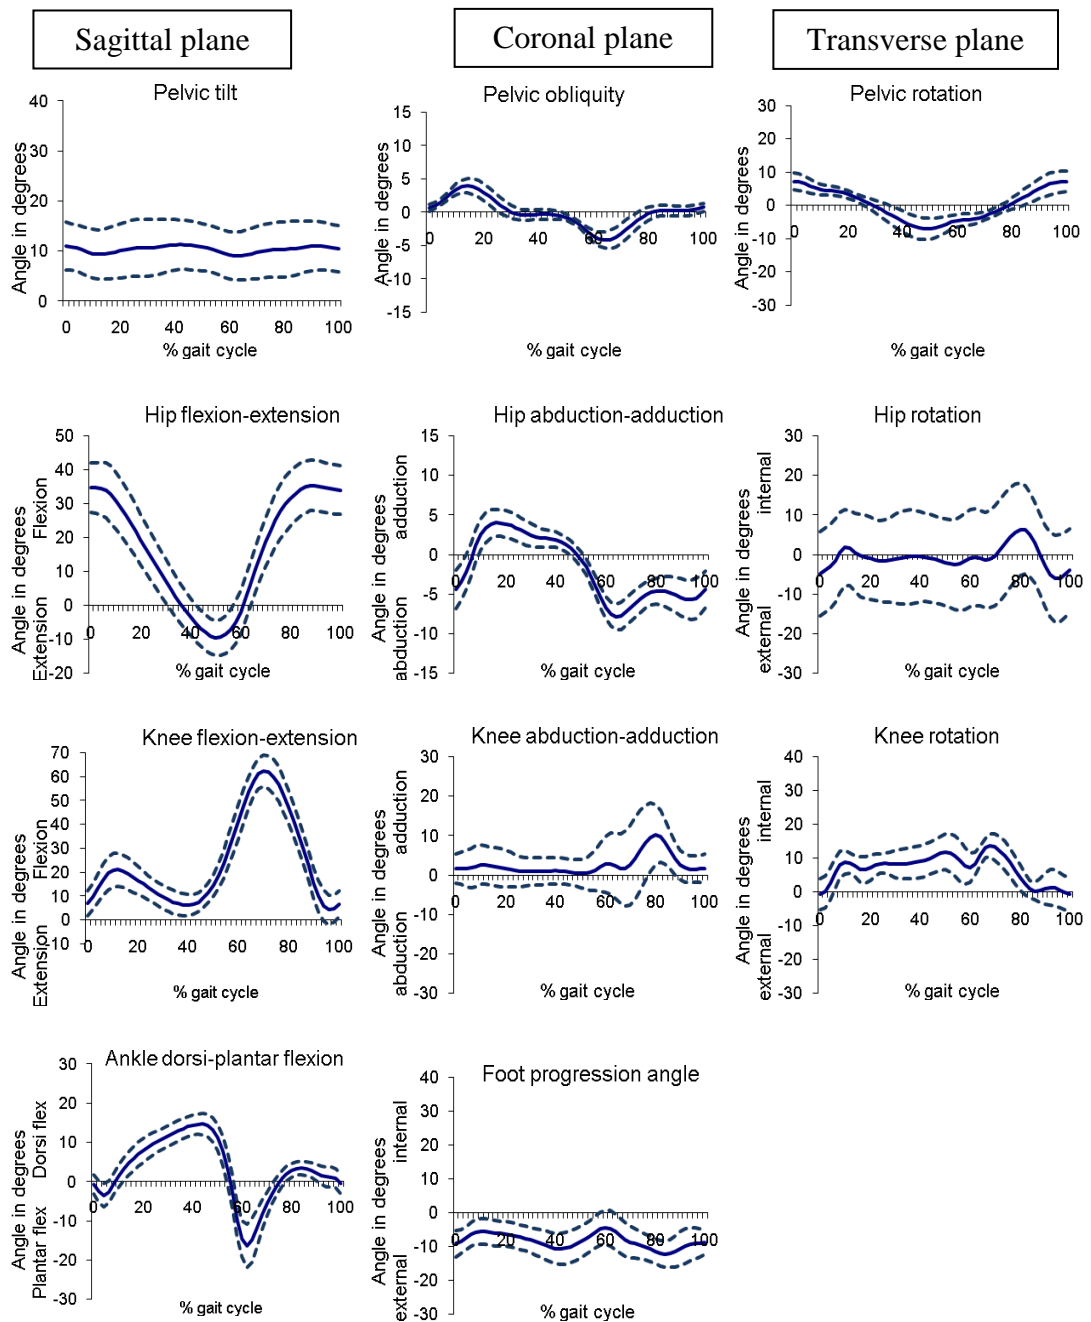 Sagittal plane
Coronal plane
Transverse plane
Pelvic tilt
40
30
20
10
0
Angle in degrees
0 20 40 60 80 100
% gait cycle
Pelvic obliquity
15
10
5
0
-5
-10
-15
Angle in degrees
0 20 40 60 80 100
% gait cycle
Pelvic rotation
30
20
10
0
-10
-20
-30
Angle in degrees
0 20 40 60 80 100
% gait cycle
Hip flexion-extension
50
40
30
20
10
0
-10
-20
Angle in degrees
Extension Flexion
0 20 40 60 80 100
% gait cycle
Hip abduction-adduction
15
10
5
0
-5
-10
-15
Angle in degrees
abduction adduction
0 20 40 60 80 100
% gait cycle
Hip rotation
30
20
10
0
-10
-20
-30
Angle in degrees
external internal
0 20 40 60 80 100
% gait cycle
Knee flexion-extension
70
60
50
40
30
20
10
0
10
Angle in degrees
Extension Flexion
0 20 40 60 80 100
% gait cycle
Knee abduction-adduction
30
20
10
0
-10
-20
-30
Angle in degrees
abduction adduction
0 20 40 60 80 100
% gait cycle
Knee rotation
40
30
20
10
0
-10
-20
-30
Angle in degrees
external internal
0 20 40 60 80 100
% gait cycle
Ankle dorsi-plantar flexion
30
20
10
0
-10
-20
-30
Angle in degrees
Plantar flex Dorsi flex
0 20 40 60 80 100
% gait cycle
Foot progression angle
40
30
20
10
0
-10
-20
-30
Angle in degrees
external internal
0 20 40 60 80 100
% gait cycle